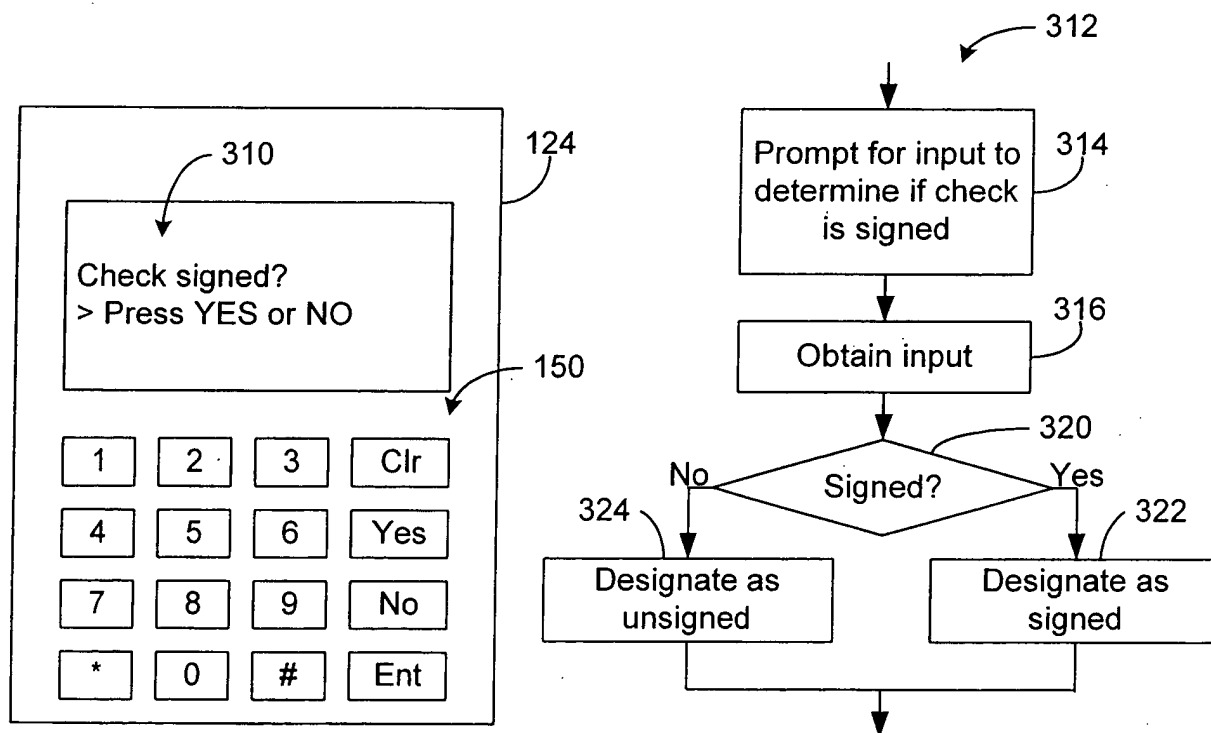 312
310
124
Check signed?
> Press YES or NO
150
1 2 3 Clr
4 5 6 Yes
7 8 9 No
* 0 # Ent
Prompt for input to
determine if check
is signed
314
316
Obtain input
320
No
Signed?
Yes
324
322
Designate as
unsigned
Designate as
signed